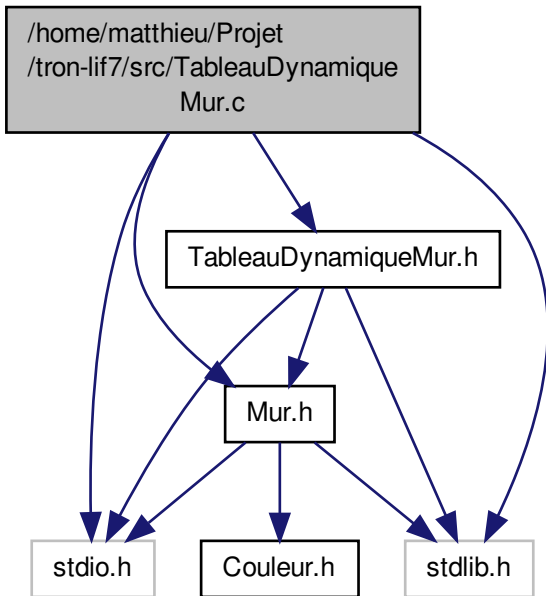 /home/matthieu/Projet
/tron-lif7/src/TableauDynamique
Mur.c
TableauDynamiqueMur.h
Mur.h
stdio.h
Couleur.h
stdlib.h